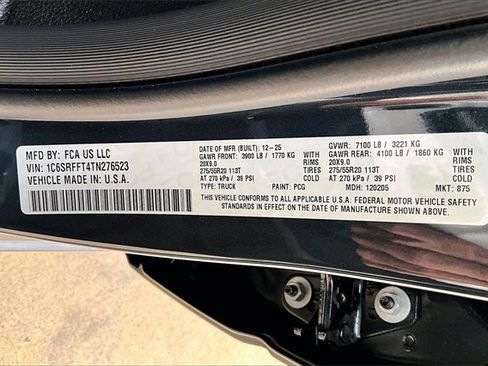 MFD BY: FCA US LLC
VIN: 1C6SRFFT4TN276523
VEHICLE MADE IN: U.S.A.
DATE OF MFR (BUILT): 12-25
GAWR FRONT: 3900 LB / 1770 KG
20X9.0
275/55R20 113T TIRES
AT 270 kPa / 39 PSI COLD
TYPE: TRUCK
PAINT: PCG
GVWR: 7100 LB / 3221 KG
GAWR REAR: 4100 LB / 1860 KG
20X9.0
275/55R20 113T TIRES
AT 270 kPa / 39 PSI COLD
MDH: 120205
MKT: 875
THIS VEHICLE CONFORMS TO ALL APPLICABLE U.S.A. FEDERAL MOTOR VEHICLE SAFETY
STANDARDS IN EFFECT ON THE DATE OF MANUFACTURE SHOWN ABOVE.